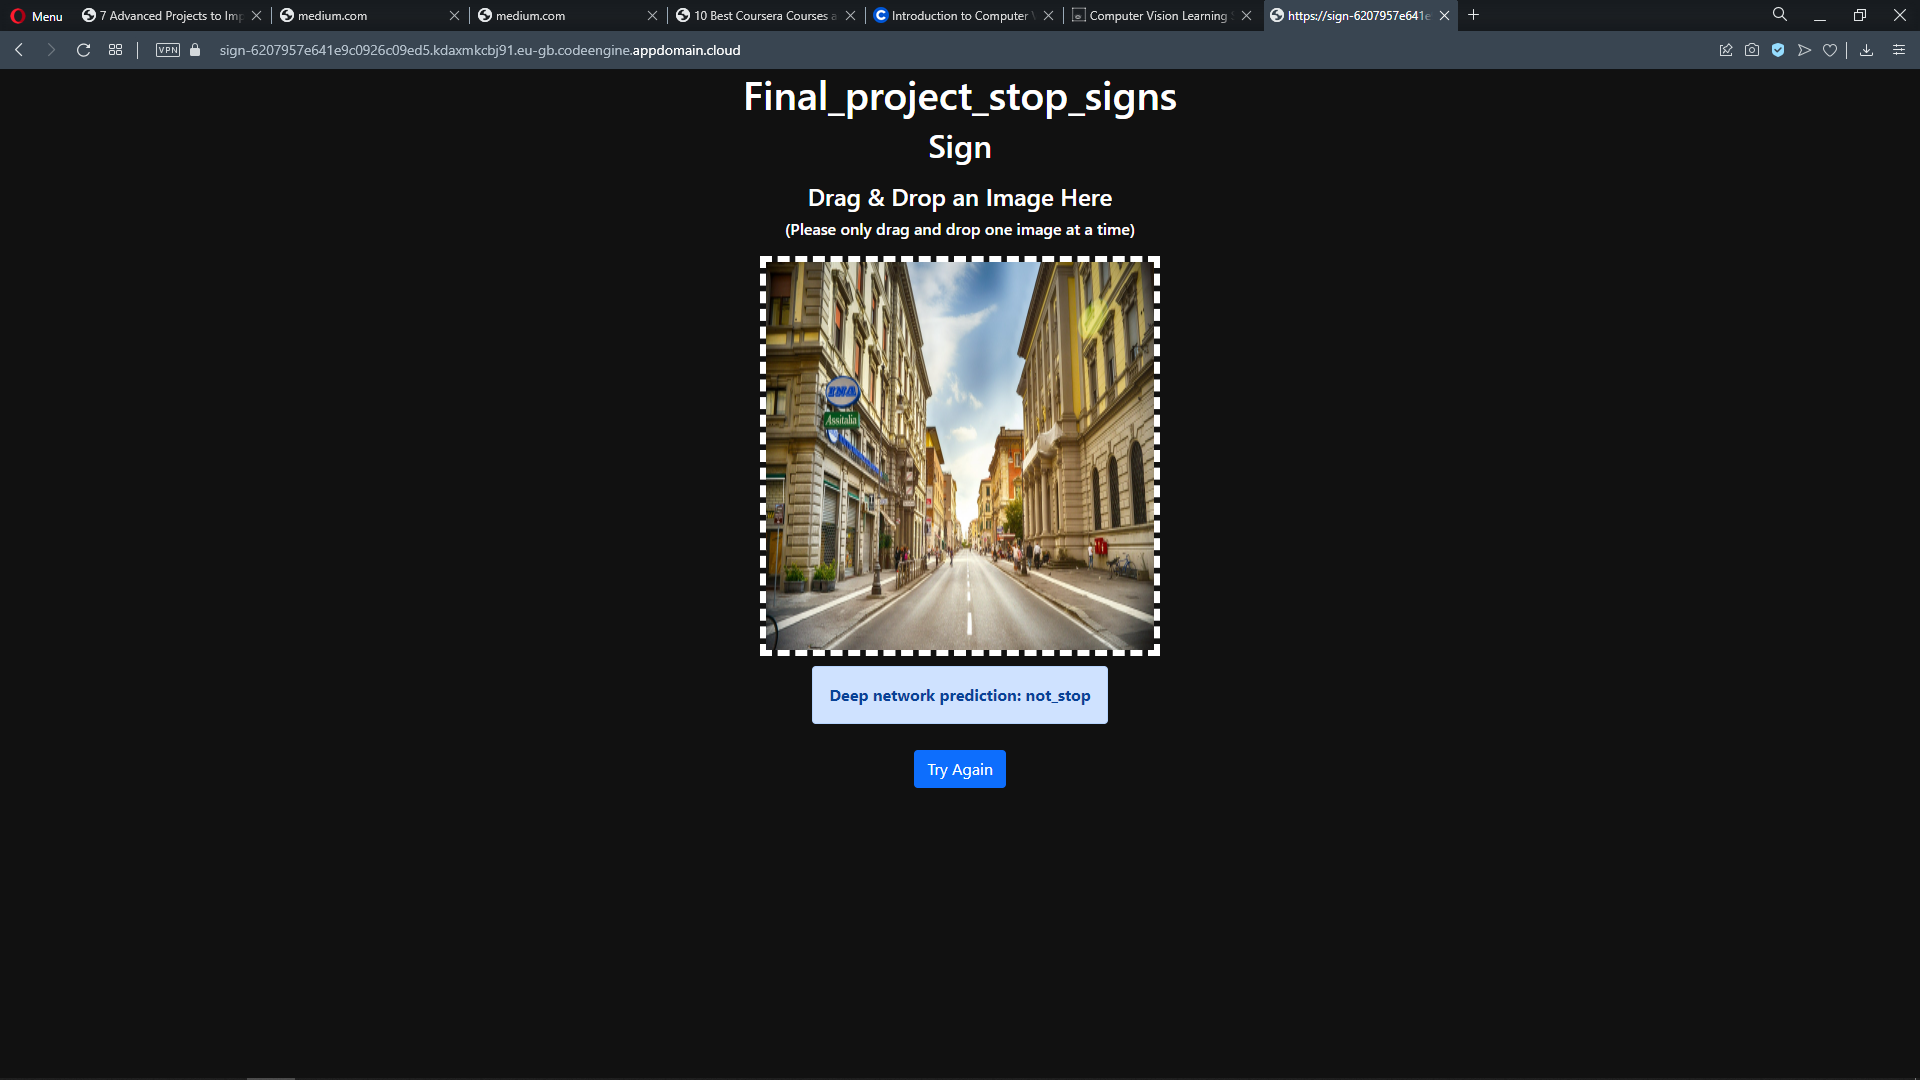 Menu
7 Advanced Projects to Imp
medium.com
medium.com
10 Best Coursera Courses a
Introduction to Computer V
Computer Vision Learning
https://sign-6207957e641e
VPN
sign-6207957e641e9c0926c09ed5.kdaxmkcbj91.eu-gb.codeengine.appdomain.cloud
Final_project_stop_signs
Sign
Drag & Drop an Image Here
(Please only drag and drop one image at a time)
INA
Assitalia
Deep network prediction: not_stop
Try Again